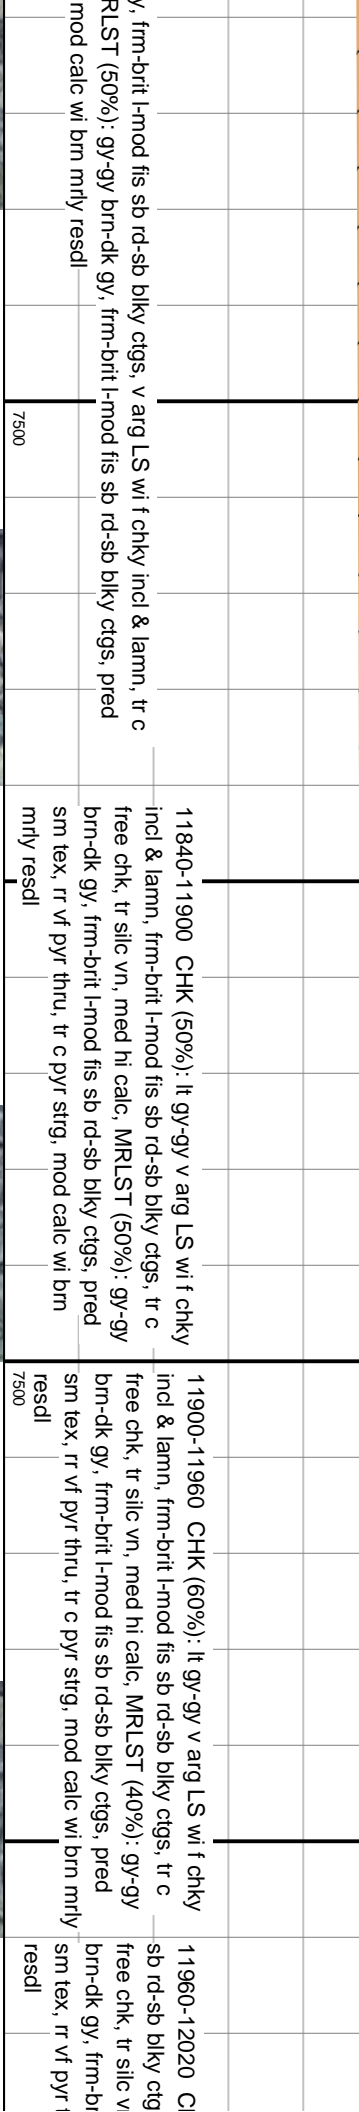 y, frm-brit l-mod fis sb rd-sb blky ctgs, v arg LS wi f chky incl & lamn, tr c
RLST (50%): gy-gy brn-dk gy, frm-brit l-mod fis sb rd-sb blky ctgs, pred
mod calc wi brn mrly resdl
7500
11840-11900 CHK (50%): lt gy-gy v arg LS wi f chky
incl & lamn, frm-brit l-mod fis sb rd-sb blky ctgs, tr c
free chk, tr silc vn, med hi calc, MRLST (50%): gy-gy
brn-dk gy, frm-brit l-mod fis sb rd-sb blky ctgs, pred
sm tex, rr vf pyr thru, tr c pyr strg, mod calc wi brn
mrly resdl
11900-11960 CHK (60%): lt gy-gy v arg LS wi f chky
incl & lamn, frm-brit l-mod fis sb rd-sb blky ctgs, tr c
free chk, tr silc vn, med hi calc, MRLST (40%): gy-gy
brn-dk gy, frm-brit l-mod fis sb rd-sb blky ctgs, pred
sm tex, rr vf pyr thru, tr c pyr strg, mod calc wi brn mrly
resdl
7500
11960-12020
sb rd-sb blky ctg
free chk, tr silc
brn-dk gy, frm-br
sm tex, rr vf pyr
resdl